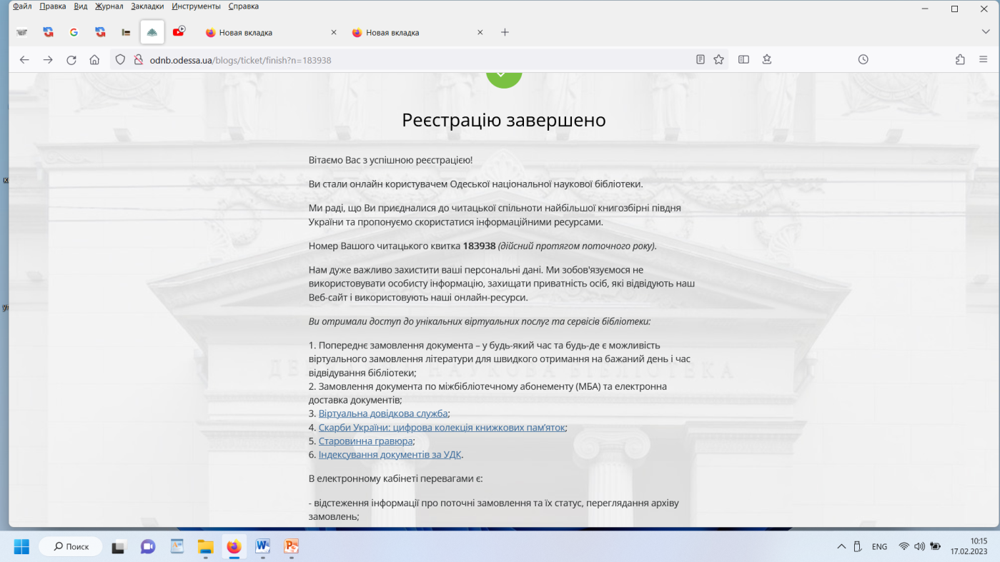 Файл Правка Вид Журнал Закладки Инструменты Справка
Новая вкладка Новая вкладка
odnb.odessa.ua/blogs/ticket/finish?n=183938
Реєстрацію завершено
Вітаємо Вас з успішною реєстрацією!
Ви стали онлайн користувачем Одеської національної наукової бібліотеки.
Ми раді, що Ви приєдналися до читацької спільноти найбільшої книгозбірні півдня
України та пропонуємо скористатися інформаційними ресурсами.
Номер Вашого читацького квитка 183938 (дійсний протягом поточного року).
Нам дуже важливо захистити ваші персональні дані. Ми зобов'язуємося не
використовувати особисту інформацію, захищати приватність осіб, які відвідують наш
Веб-сайт і використовують наші онлайн-ресурси.
Ви отримали доступ до унікальних віртуальних послуг та сервісів бібліотеки:
1. Попереднє замовлення документа – у будь-який час та будь-де є можливість
віртуального замовлення літератури для швидкого отримання на бажаний день і час
відвідування бібліотеки;
2. Замовлення документа по міжбібліотечному абонементу (МБА) та електронна
доставка документів;
3. Віртуальна довідкова служба;
4. Скарби України: цифрова колекція книжкових пам’яток;
5. Старовинна гравюра;
6. Індексування документів за УДК.
В електронному кабінеті перевагами є:
- відстеження інформації про поточні замовлення та їх статус, переглядання архіву
замовлень;
Поиск
ENG
10:15
17.02.2023